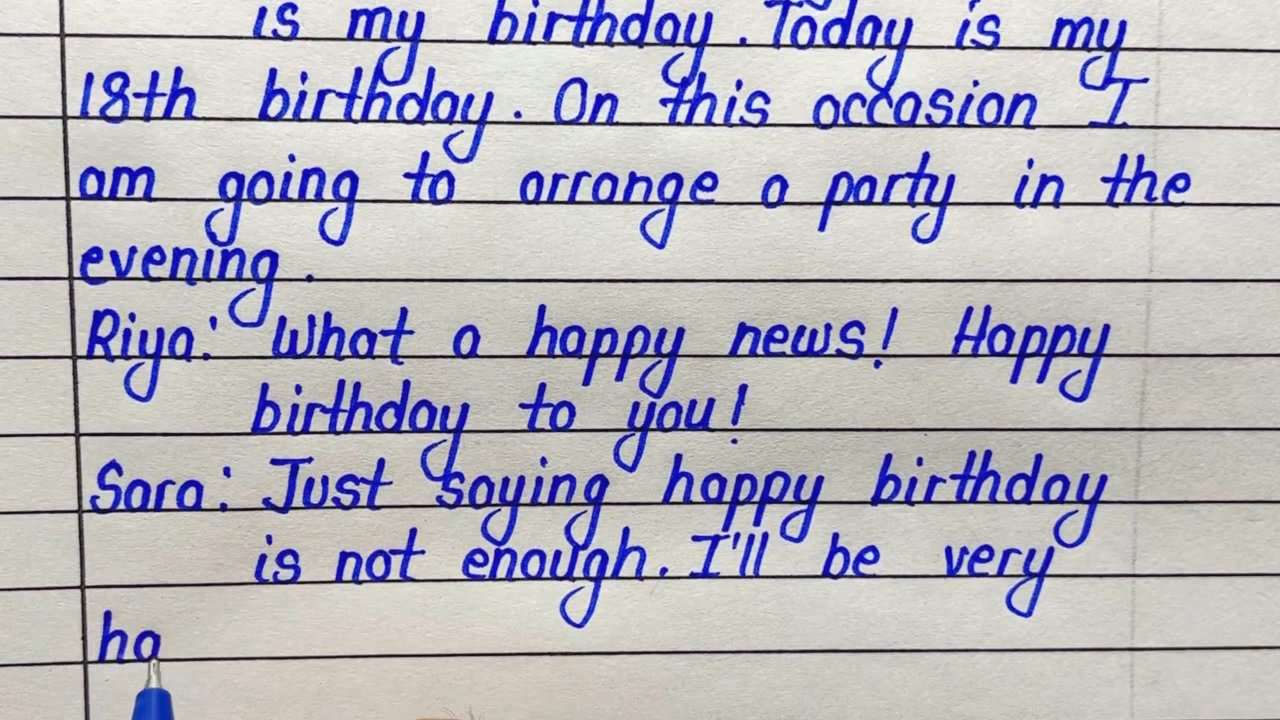 is my birthday. Today is my
18th birthday. On this occasion I
am going to arrange a party in the
evening.
Riya: What a happy news! Happy
birthday to you!
Sara: Just saying happy birthday
is not enough. I'll be very
ha